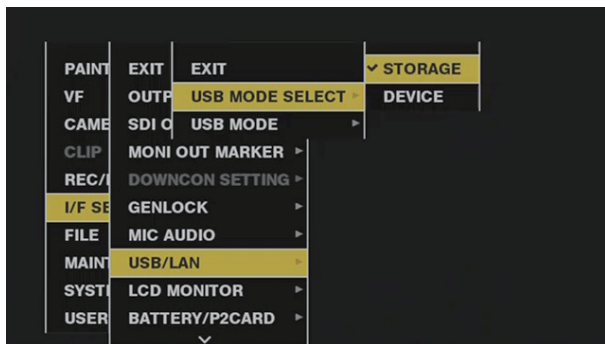 PAINT EXIT EXIT ✓ STORAGE
VF OUTP USB MODE SELECT ▸ DEVICE
CAME SDI O USB MODE ▸
CLIP MONI OUT MARKER ▸
REC/ DOWNCON SETTING ▸
I/F SE GENLOCK ▸
FILE MIC AUDIO ▸
MAIN USB/LAN ▸
SYST LCD MONITOR ▸
USER BATTERY/P2CARD ▸